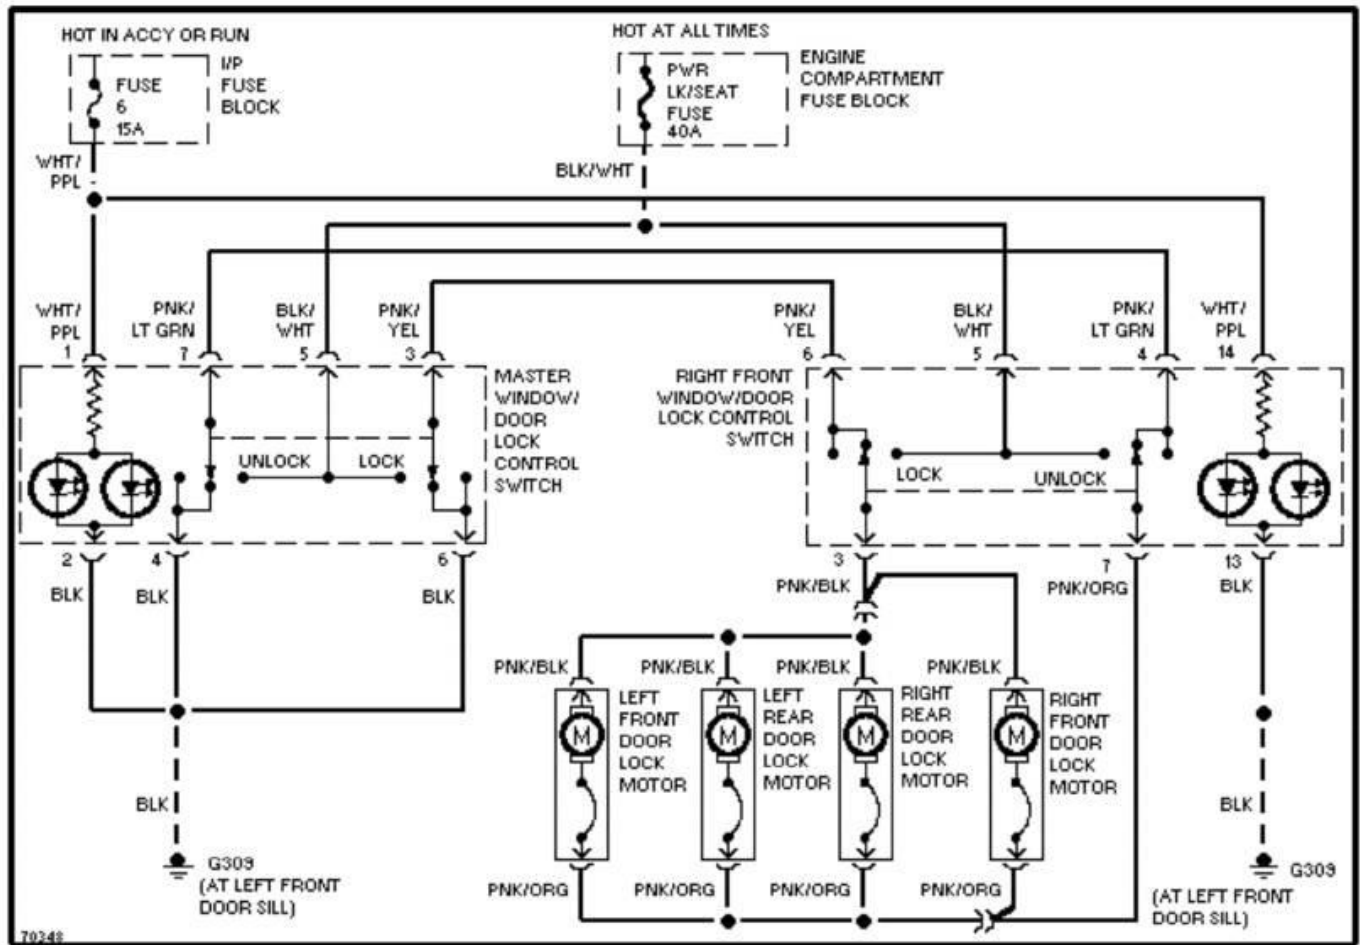 HOT IN ACCY OR RUN
HOT AT ALL TIMES
FUSE
6
15A
I/P
FUSE
BLOCK
PWR
LK/SEAT
FUSE
40A
ENGINE
COMPARTMENT
FUSE BLOCK
WHT/
PPL
BLK/WHT
WHT/
PPL
1
PNK/
LT GRN
7
BLK/
WHT
5
PNK/
YEL
3
PNK/
YEL
6
BLK/
WHT
5
PNK/
LT GRN
4
WHT/
PPL
14
MASTER
WINDOW/
DOOR
LOCK
CONTROL
SWITCH
RIGHT FRONT
WINDOW/DOOR
LOCK CONTROL
SWITCH
UNLOCK
LOCK
LOCK
UNLOCK
2
4
6
3
7
13
BLK
BLK
BLK
PNK/BLK
PNK/ORG
BLK
PNK/BLK
PNK/BLK
PNK/BLK
PNK/BLK
LEFT
FRONT
DOOR
LOCK
MOTOR
LEFT
REAR
DOOR
LOCK
MOTOR
RIGHT
REAR
DOOR
LOCK
MOTOR
RIGHT
FRONT
DOOR
LOCK
MOTOR
M
M
M
M
BLK
BLK
G309
(AT LEFT FRONT
DOOR SILL)
PNK/ORG
PNK/ORG
PNK/ORG
PNK/ORG
G309
(AT LEFT FRONT
DOOR SILL)
70348